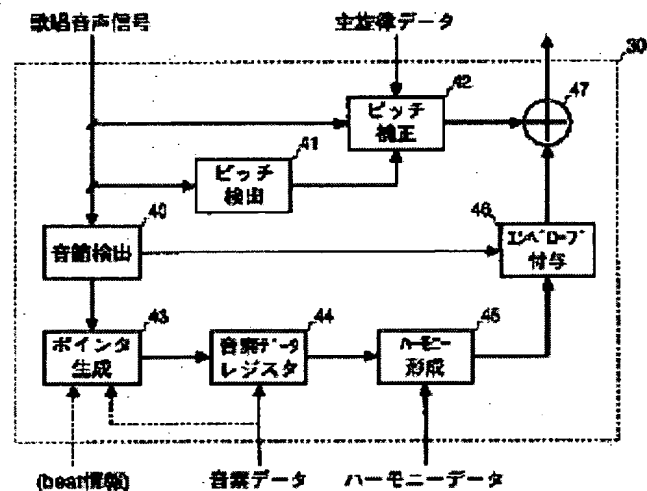 歌唱音声信号
主旋律データ
30
42
47
ピッチ
補正
41
ピッチ
検出
40
46
音節検出
エンベロープ
付与
43
44
45
ポインタ
生成
音素データ
レジスタ
ハーモニー
形成
(beat情報)
音素データ
ハーモニーデータ